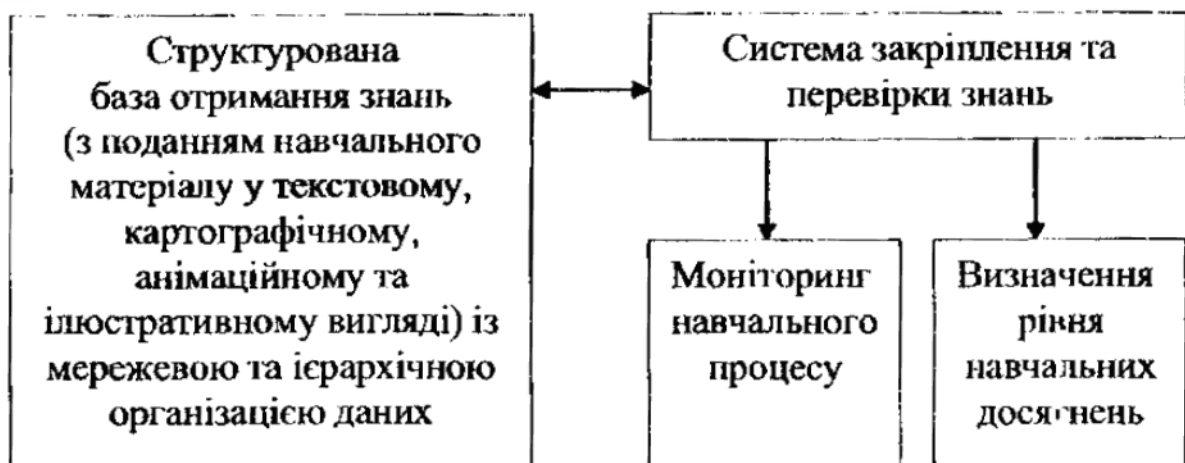 Структурована
база отримання знань
(з поданням навчального
матеріалу у текстовому,
картографічному,
анімаційному та
ілюстративному вигляді) із
мережевою та ієрархічною
організацією даних
Система закріплення та
перевірки знань
Моніторинг
навчального
процесу
Визначення
рівня
навчальних
досягнень